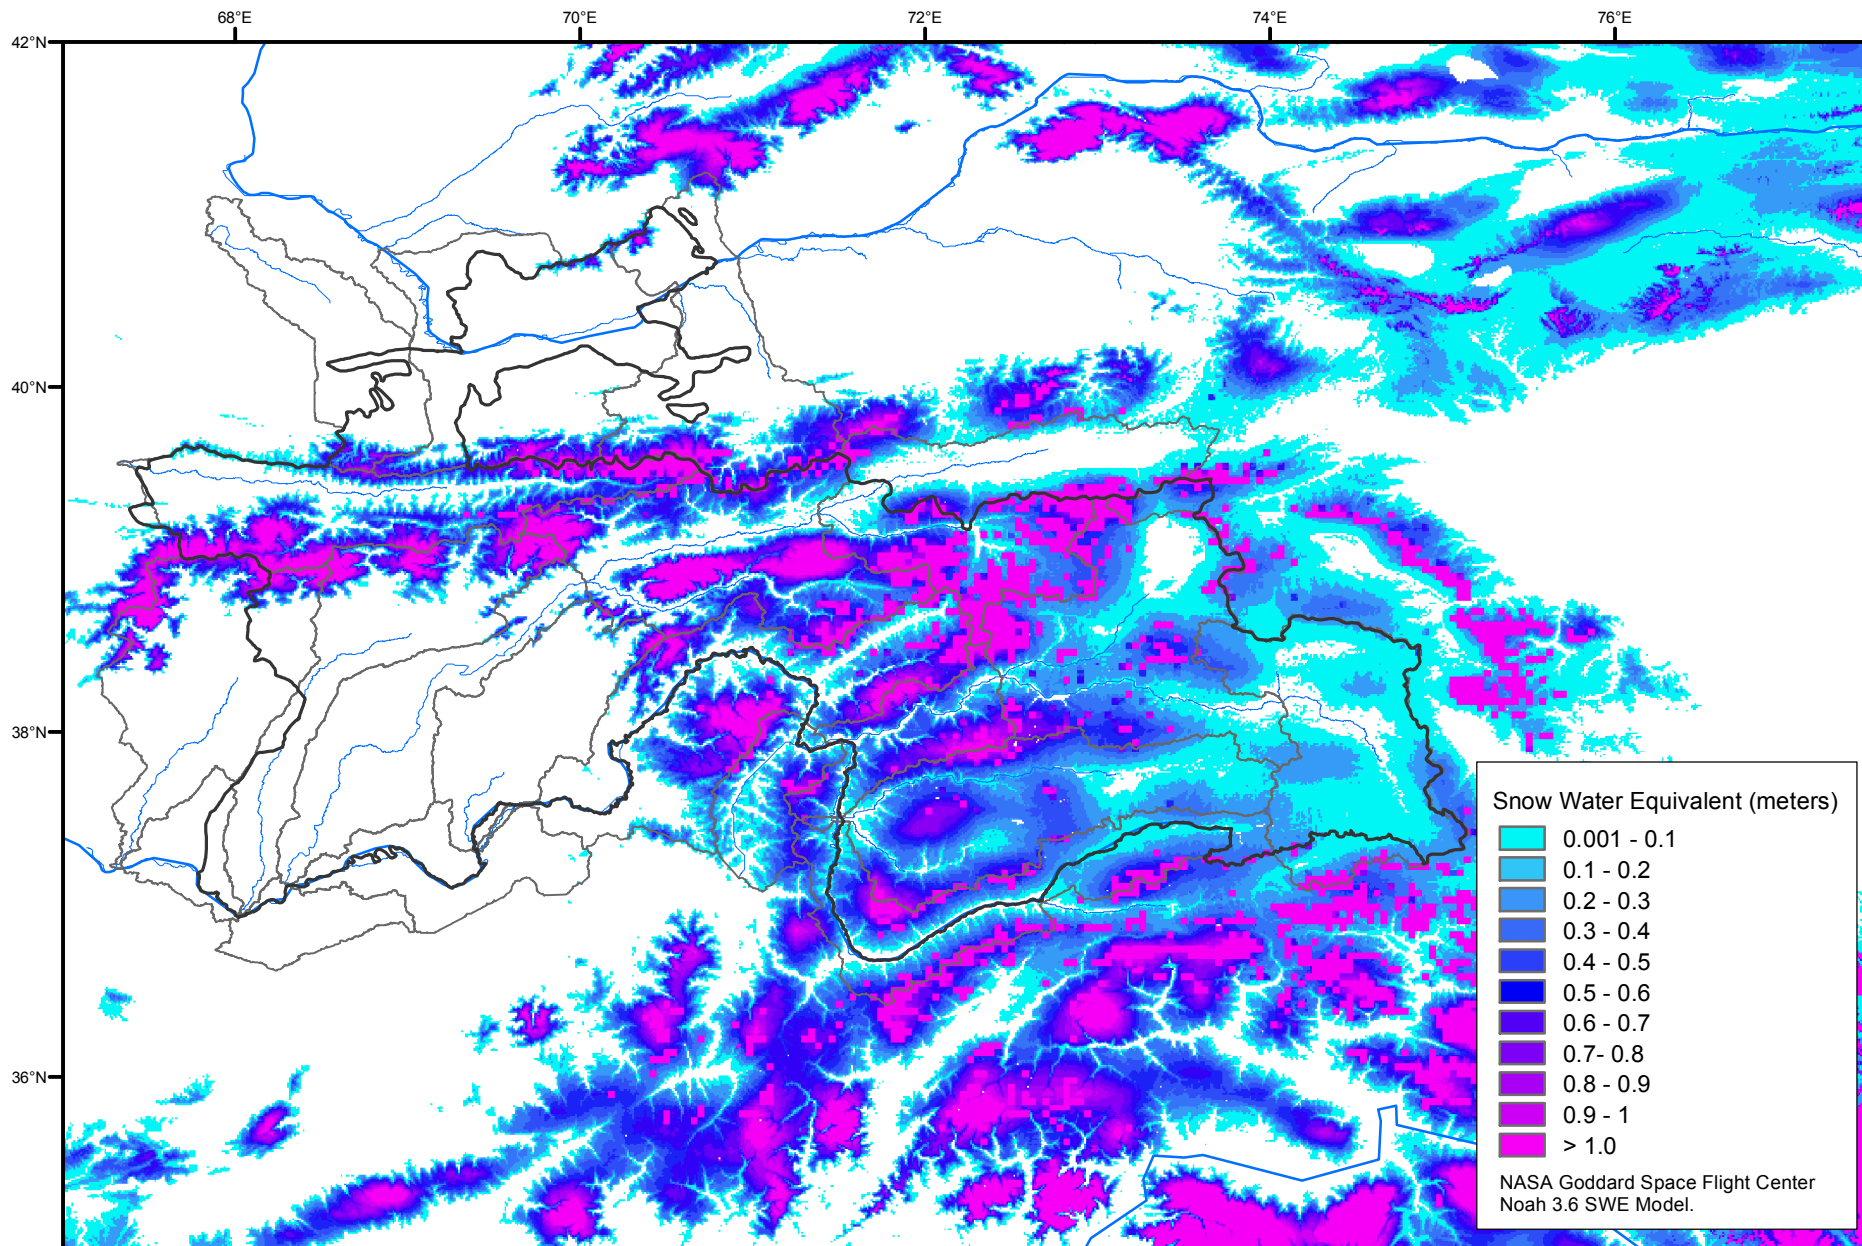 68°E
70°E
72°E
74°E
76°E
42°N
40°N
38°N
36°N
Snow Water Equivalent (meters)
0.001 - 0.1
0.1 - 0.2
0.2 - 0.3
0.3 - 0.4
0.4 - 0.5
0.5 - 0.6
0.6 - 0.7
0.7- 0.8
0.8 - 0.9
0.9 - 1
> 1.0
NASA Goddard Space Flight Center
Noah 3.6 SWE Model.